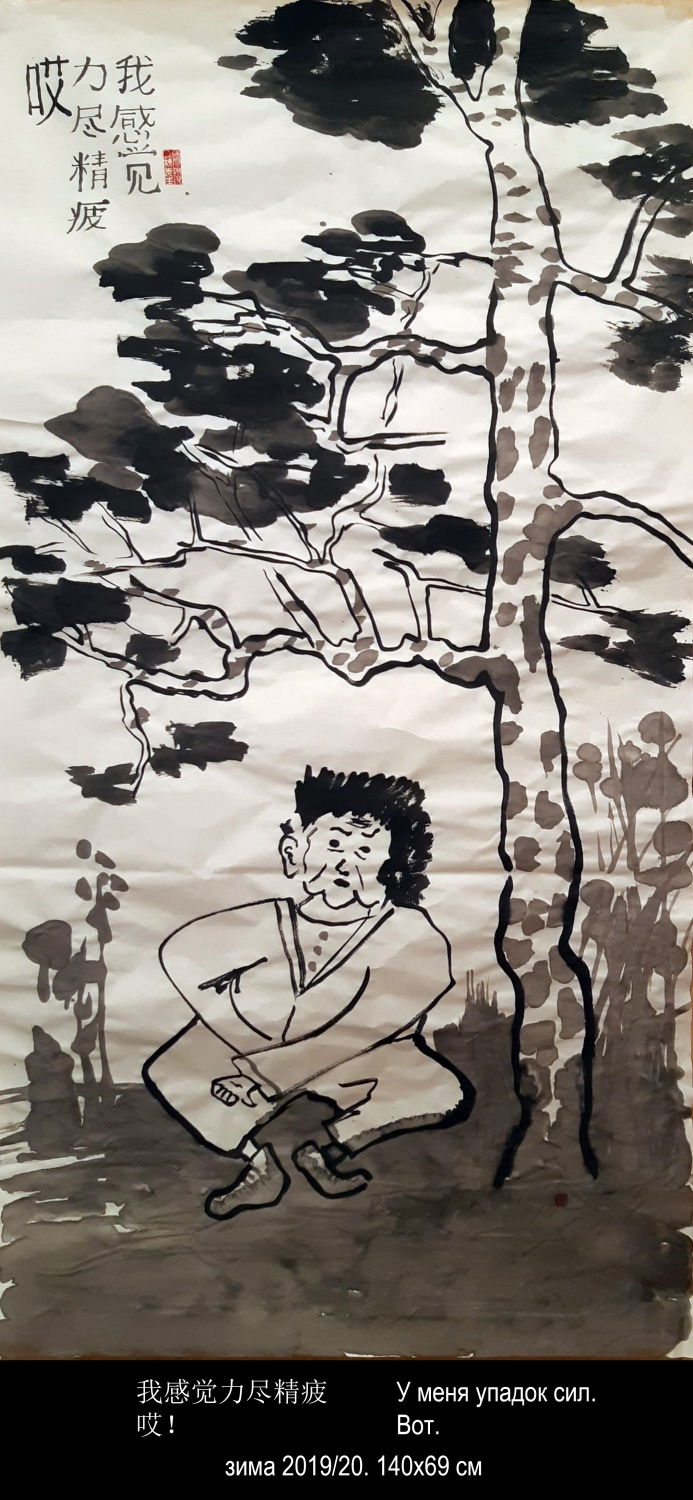 我感觉
力尽精疲
哎
我感觉力尽精疲
哎！
У меня упадок сил.
Вот.
зима 2019/20. 140x69 см